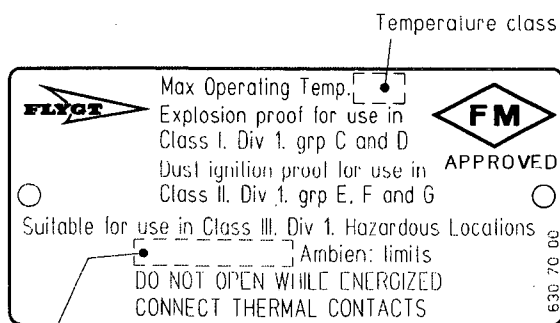 Temperature class
Max Operating Temp.
FLYGT
Explosion proof for use in
Class I. Div 1. grp C and D
FM
APPROVED
Dust ignition proof for use in
Class II. Div 1. grp E, F and G
Suitable for use in Class III. Div 1. Hazardous Locations
Ambien: limits
DO NOT OPEN WHILE ENERGIZED
CONNECT THERMAL CONTACTS
630 70 00